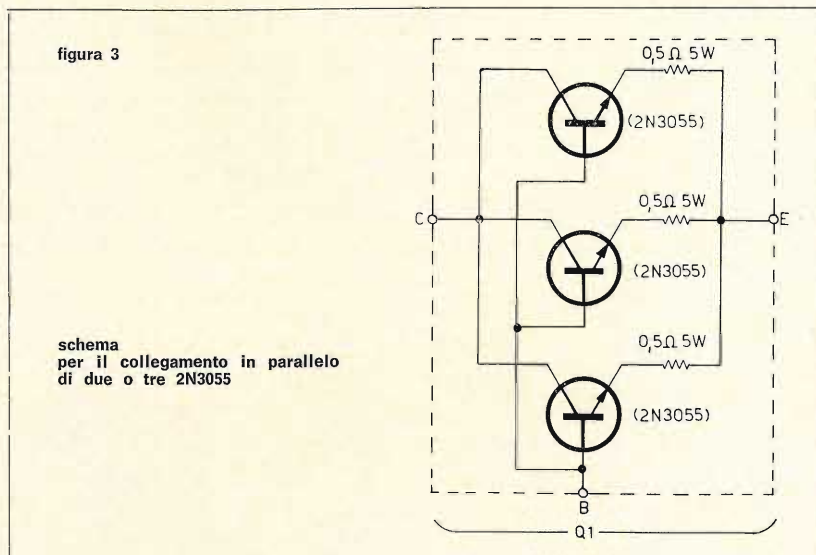 figura 3
0,5Ω 5W
(2N3055)
0,5Ω 5W
C
E
(2N3055)
schema
per il collegamento in parallelo
di due o tre 2N3055
0,5Ω 5W
(2N3055)
B
Q1